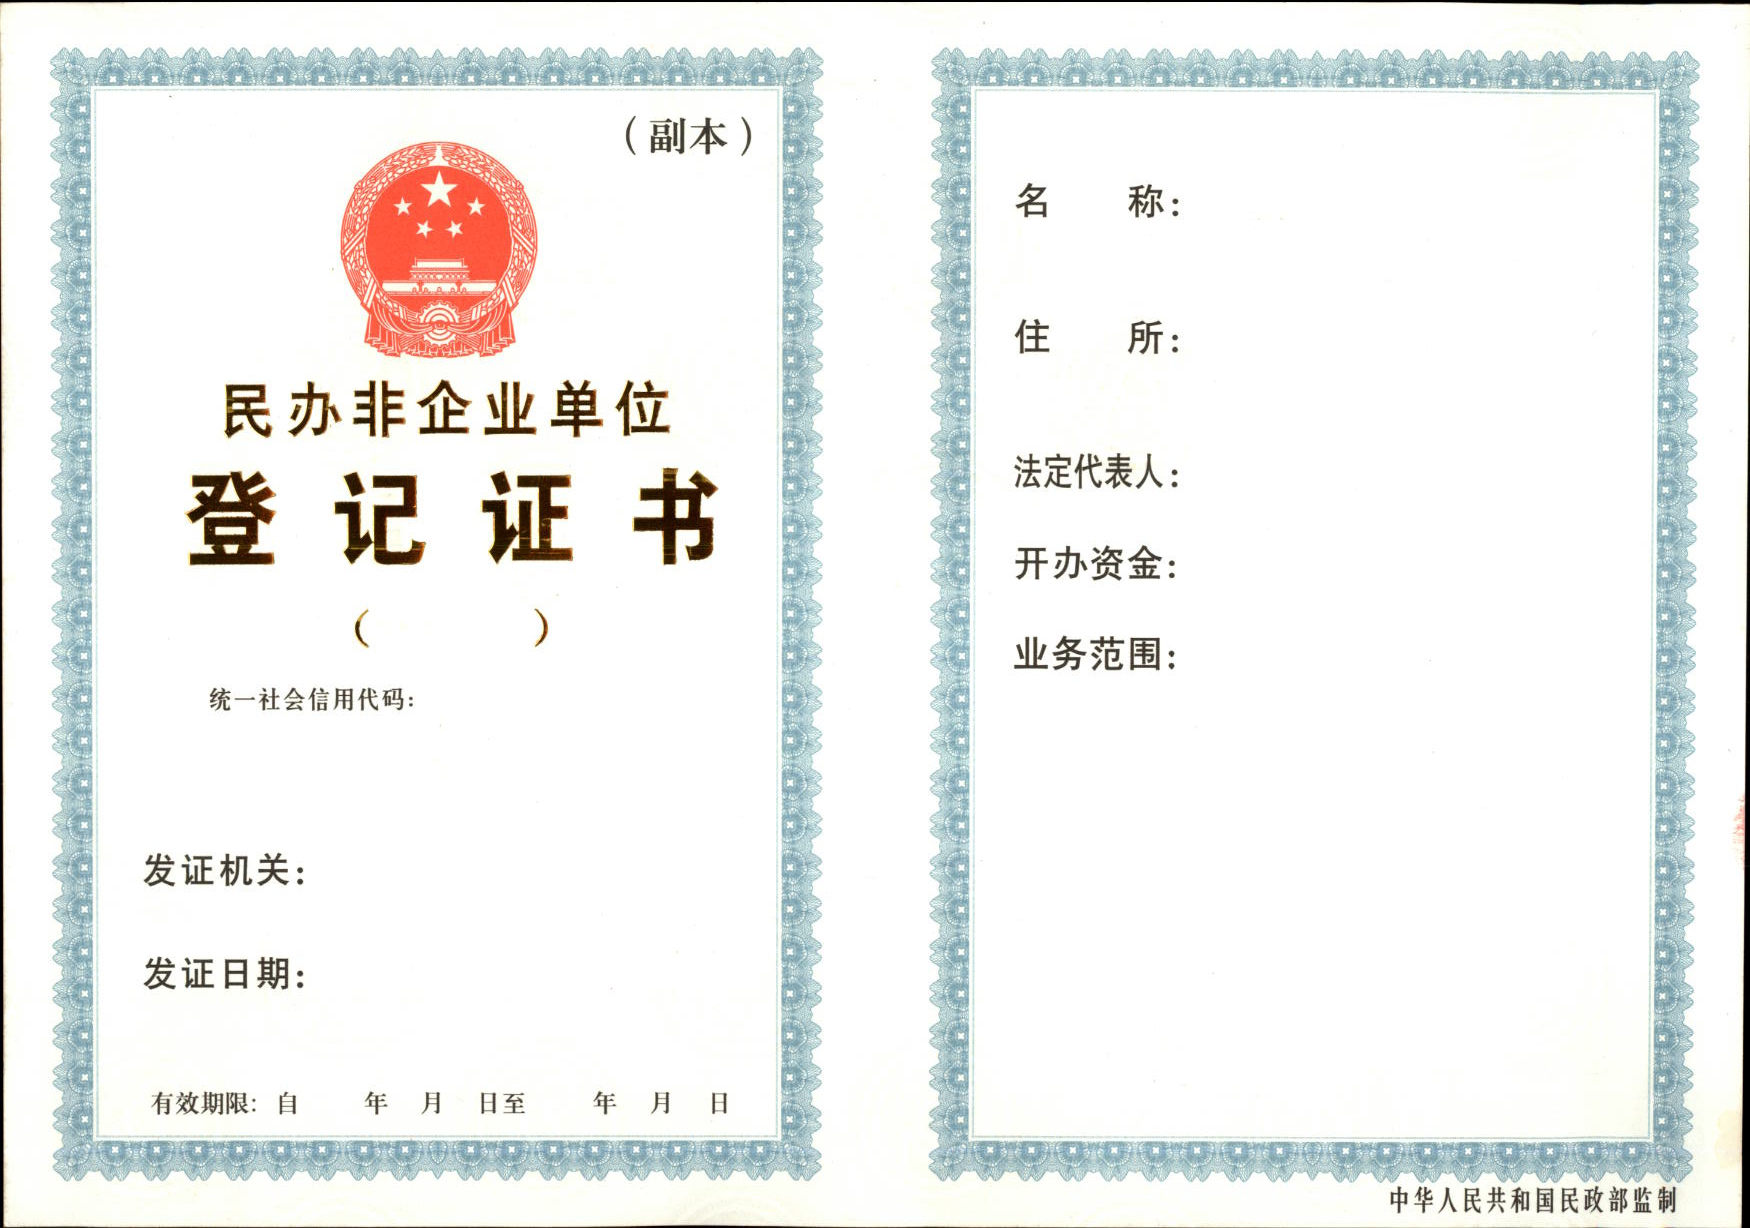 （副本）
民办非企业单位
登记证书
（ ）
统一社会信用代码：
发证机关：
发证日期：
有效期限：自 年 月 日至 年 月 日
名 称：
住 所：
法定代表人：
开办资金：
业务范围：
中华人民共和国民政部监制